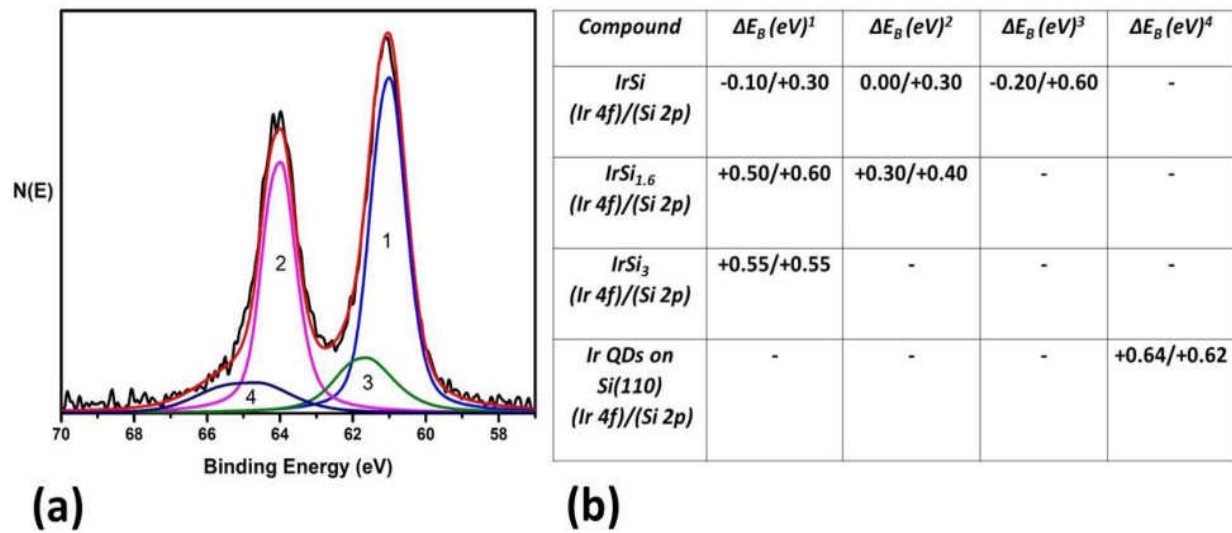 N(E)
1
2
3
4
70 68 66 64 62 60 58
Binding Energy (eV)
(a)
Compound ΔE_B (eV)¹ ΔE_B (eV)² ΔE_B (eV)³ ΔE_B (eV)⁴
IrSi -0.10/+0.30 0.00/+0.30 -0.20/+0.60 -
(Ir 4f)/(Si 2p)
IrSi₁.₆ +0.50/+0.60 +0.30/+0.40 - -
(Ir 4f)/(Si 2p)
IrSi₃ +0.55/+0.55 - - -
(Ir 4f)/(Si 2p)
Ir QDs on - - - +0.64/+0.62
Si(110)
(Ir 4f)/(Si 2p)
(b)